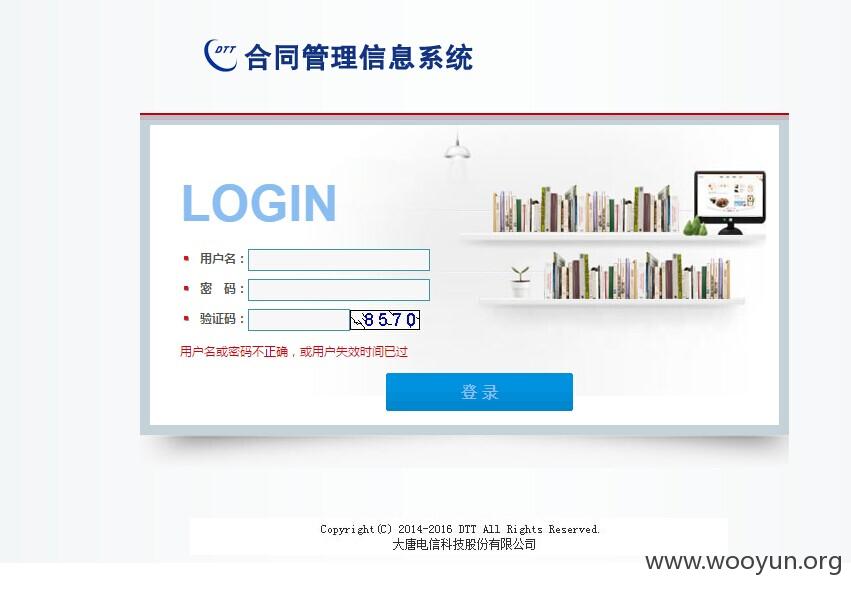 DTT 合同管理信息系统
LOGIN
用户名：
密 码：
验证码： 8570
用户名或密码不正确，或用户失效时间已过
登 录
Copyright(C) 2014-2016 DTT All Rights Reserved.
大唐电信科技股份有限公司
www.wooyun.org